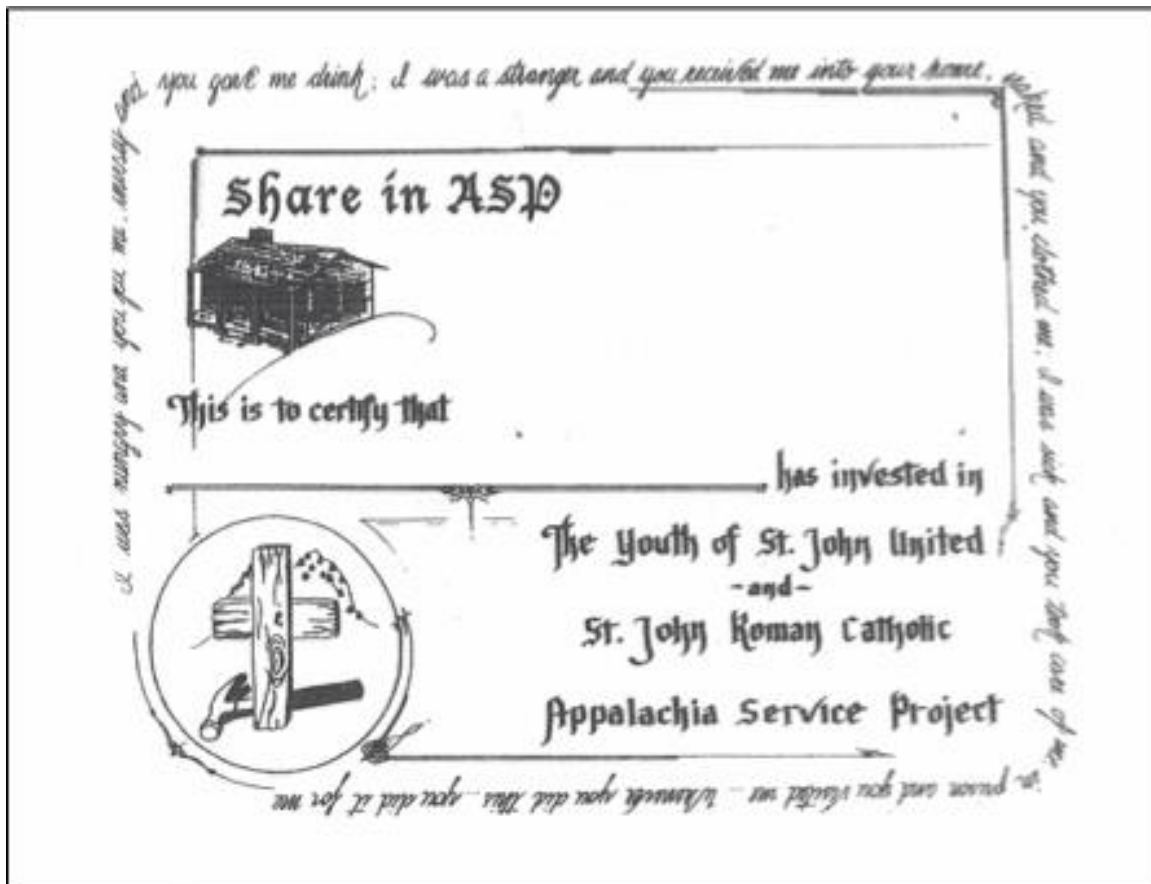 I was hungry and you fed me, thirsty and
you gave me drink; I was a stranger and you received me into your home,
naked and you clothed me, I was sick and you took care of me
in prison and you visited me... Whenever you did this... you did it for me
Share in ASP
This is to certify that
has invested in
The Youth of St. John United
-and-
St. John Roman Catholic
Appalachia Service Project